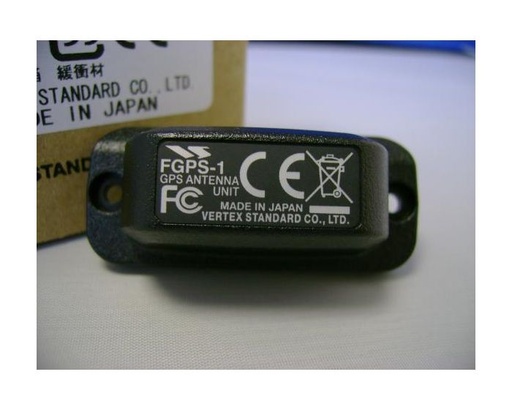 緩衝材
STANDARD CO.,LTD.
DE IN JAPAN
STAND
FGPS-1
GPS ANTENNA
UNIT
CE
FC
MADE IN JAPAN
VERTEX STANDARD CO., LTD.